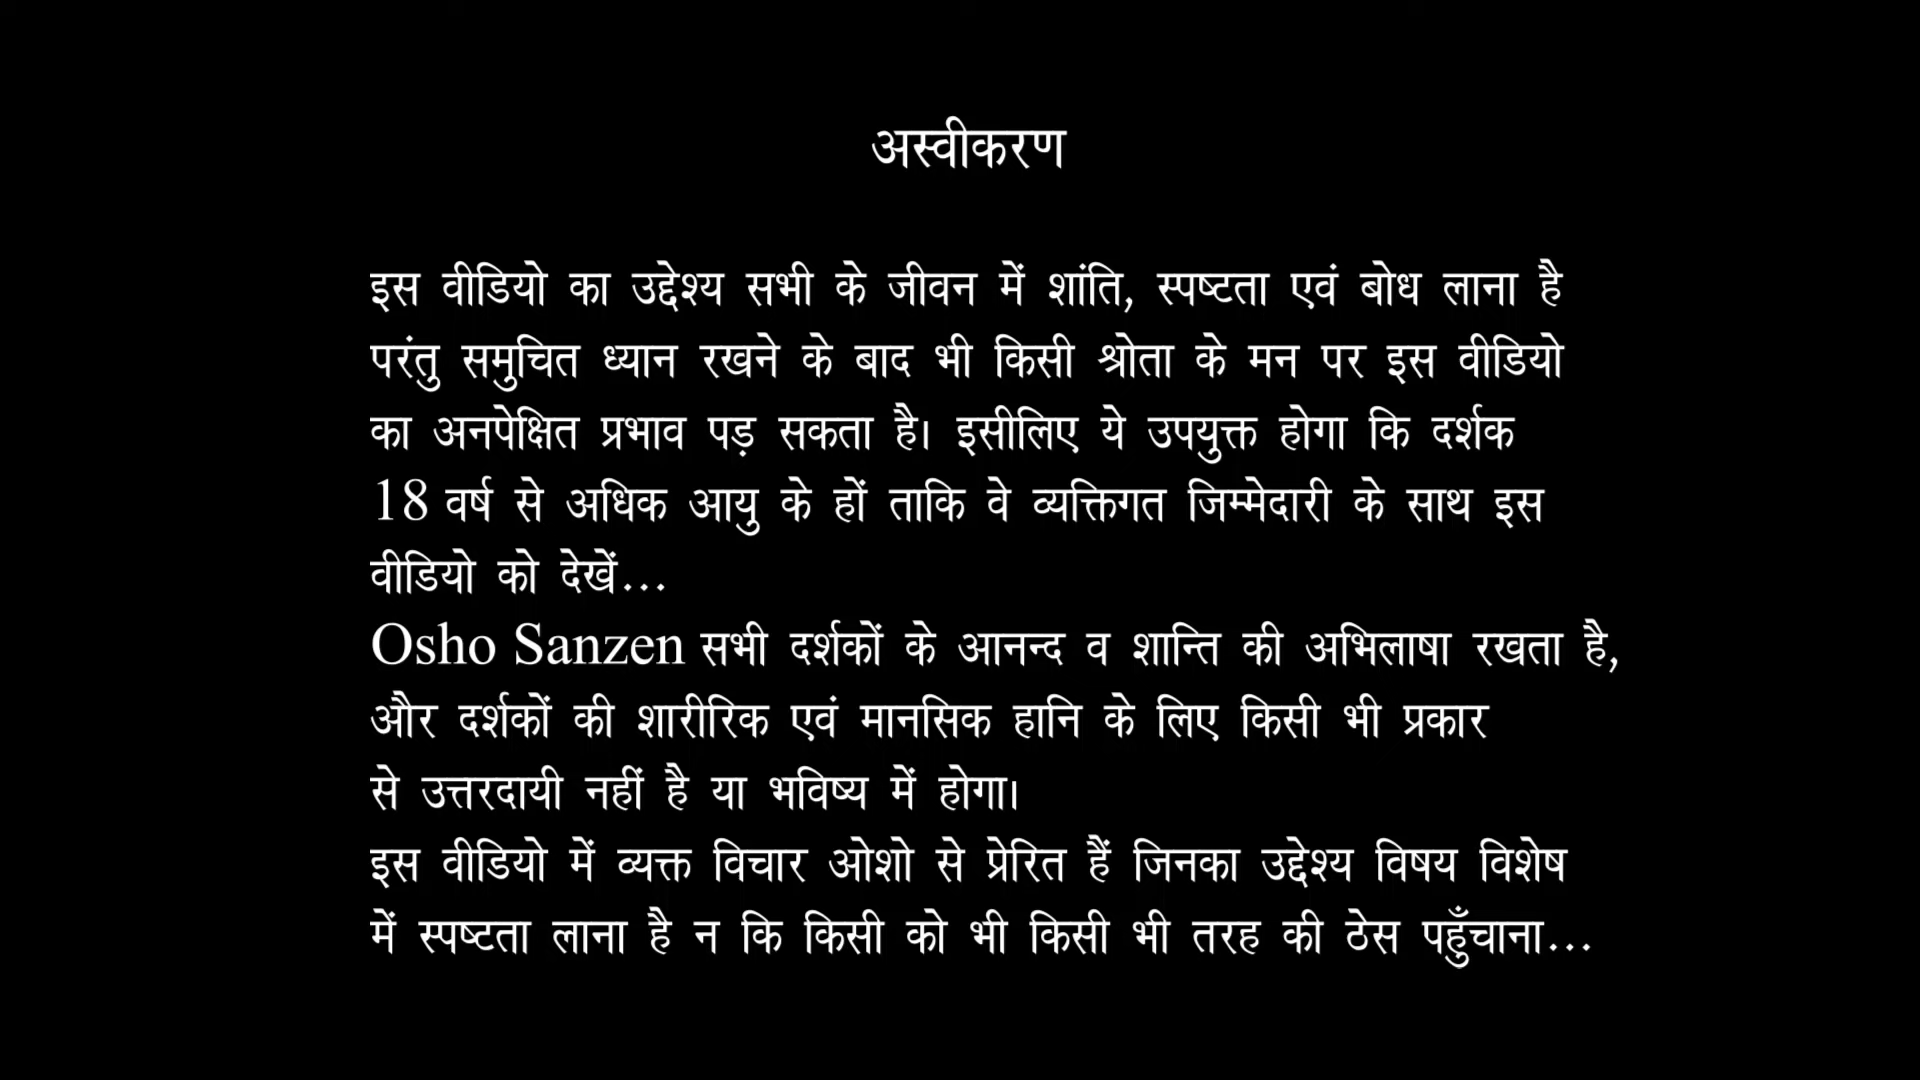 अस्वीकरण
इस वीडियो का उद्देश्य सभी के जीवन में शांति, स्पष्टता एवं बोध लाना है
परंतु समुचित ध्यान रखने के बाद भी किसी श्रोता के मन पर इस वीडियो
का अनपेक्षित प्रभाव पड़ सकता है। इसीलिए ये उपयुक्त होगा कि दर्शक
18 वर्ष से अधिक आयु के हों ताकि वे व्यक्तिगत जिम्मेदारी के साथ इस
वीडियो को देखें...
Osho Sanzen सभी दर्शकों के आनन्द व शान्ति की अभिलाषा रखता है,
और दर्शकों की शारीरिक एवं मानसिक हानि के लिए किसी भी प्रकार
से उत्तरदायी नहीं है या भविष्य में होगा।
इस वीडियो में व्यक्त विचार ओशो से प्रेरित हैं जिनका उद्देश्य विषय विशेष
में स्पष्टता लाना है न कि किसी को भी किसी भी तरह की ठेस पहुँचाना...